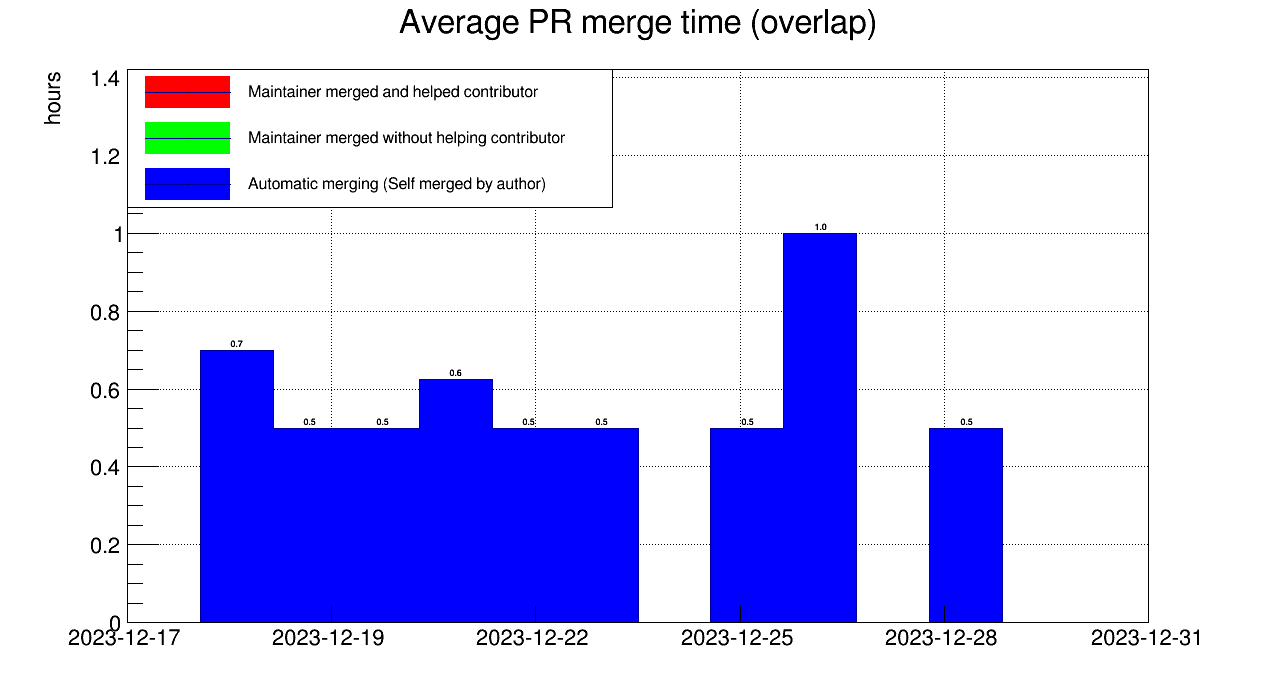 Average PR merge time (overlap)
hours
1.4
Maintainer merged and helped contributor
1.2
Maintainer merged without helping contributor
Automatic merging (Self merged by author)
1
1.0
0.8
0.7
0.6
0.6
0.5 0.5 0.5 0.5 0.5 0.5
0.4
0.2
0
2023-12-17 2023-12-19 2023-12-22 2023-12-25 2023-12-28 2023-12-31